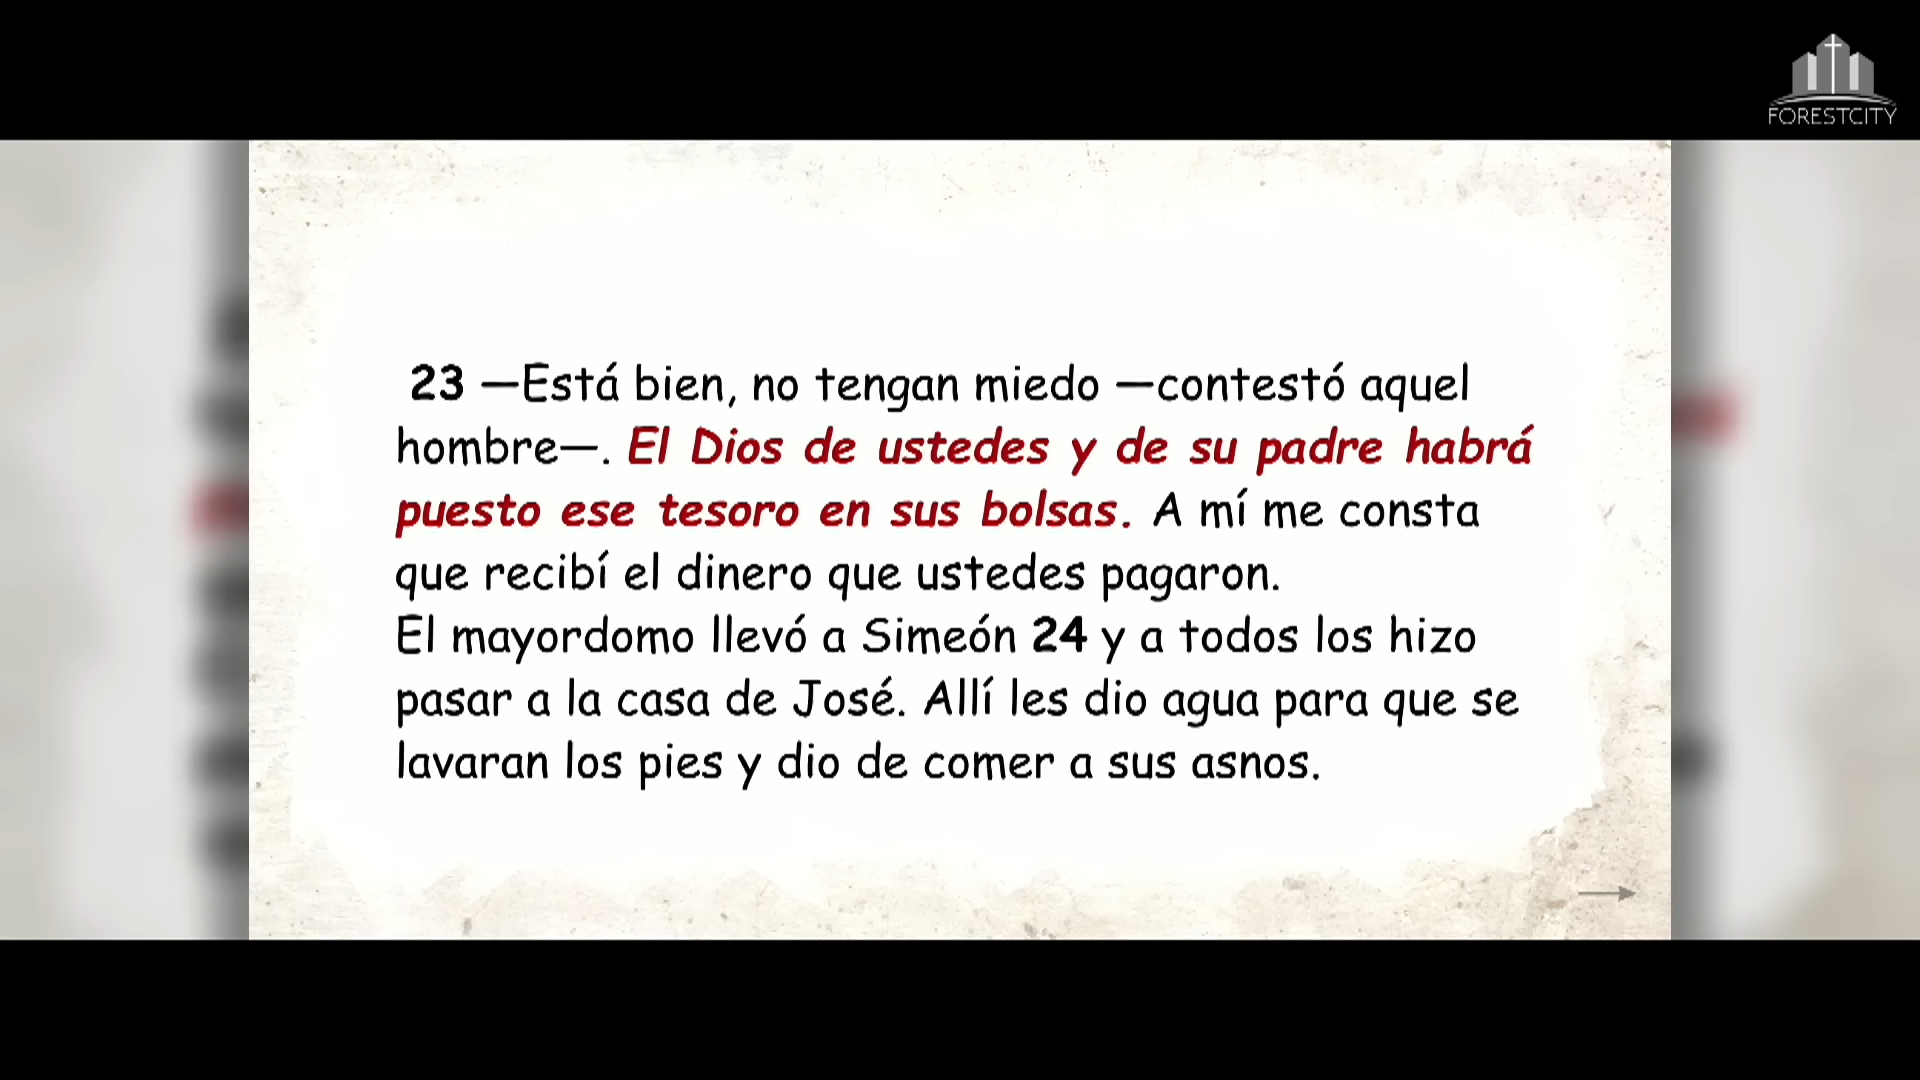 FORESTCITY
23 —Está bien, no tengan miedo —contestó aquel
hombre—. El Dios de ustedes y de su padre habrá
puesto ese tesoro en sus bolsas. A mí me consta
que recibí el dinero que ustedes pagaron.
El mayordomo llevó a Simeón 24 y a todos los hizo
pasar a la casa de José. Allí les dio agua para que se
lavaran los pies y dio de comer a sus asnos.